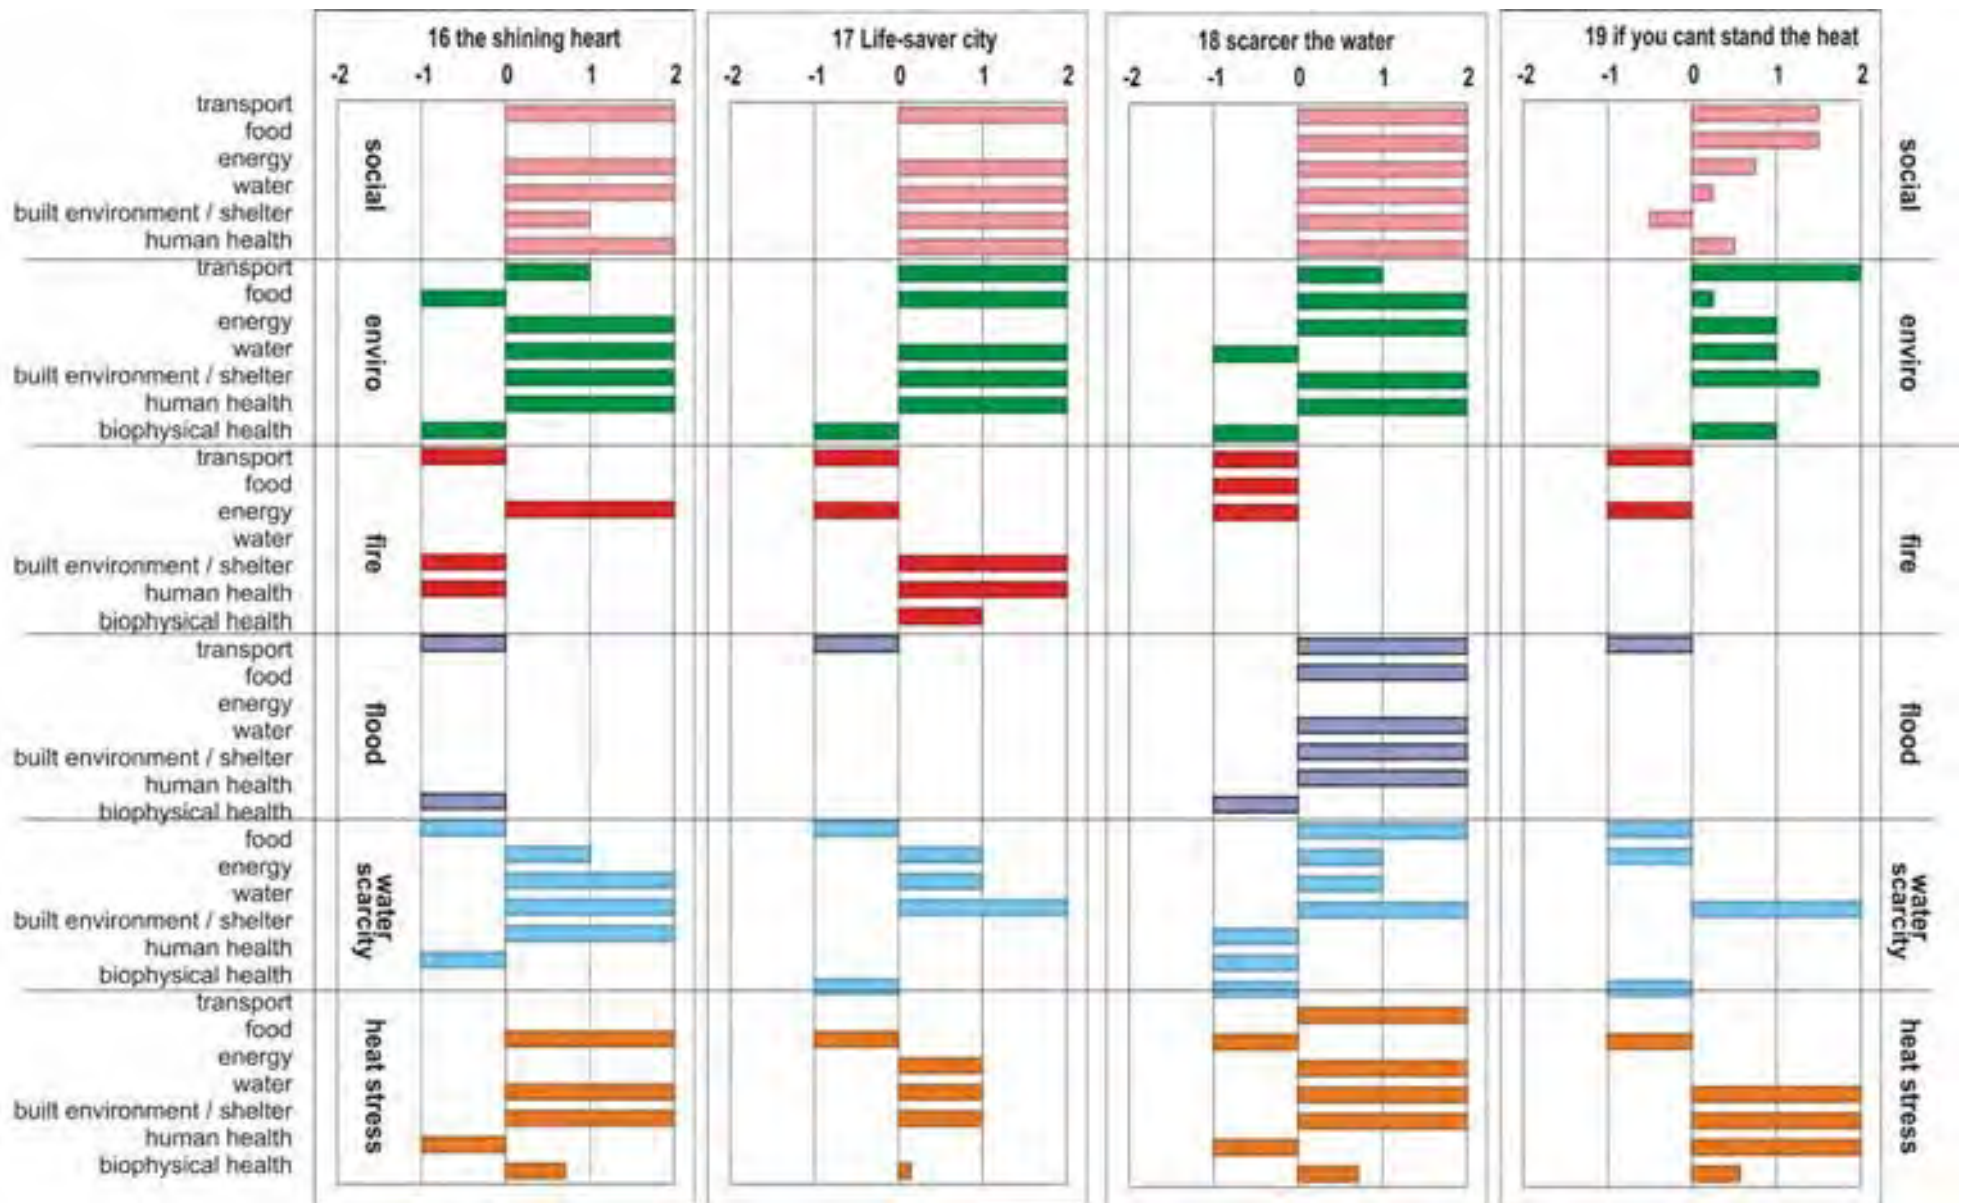 16 the shining heart
17 Life-saver city
18 scarcer the water
19 if you cant stand the heat
-2 -1 0 1 2
-2 -1 0 1 2
-2 -1 0 1 2
-2 -1 0 1 2
transport
food
energy
water
built environment / shelter
human health
social
social
transport
food
energy
water
built environment / shelter
human health
biophysical health
enviro
enviro
transport
food
energy
water
built environment / shelter
human health
biophysical health
fire
fire
transport
food
energy
water
built environment / shelter
human health
biophysical health
flood
flood
food
energy
water
built environment / shelter
human health
biophysical health
water
scarcity
water
scarcity
transport
food
energy
water
built environment / shelter
human health
biophysical health
heat stress
heat stress